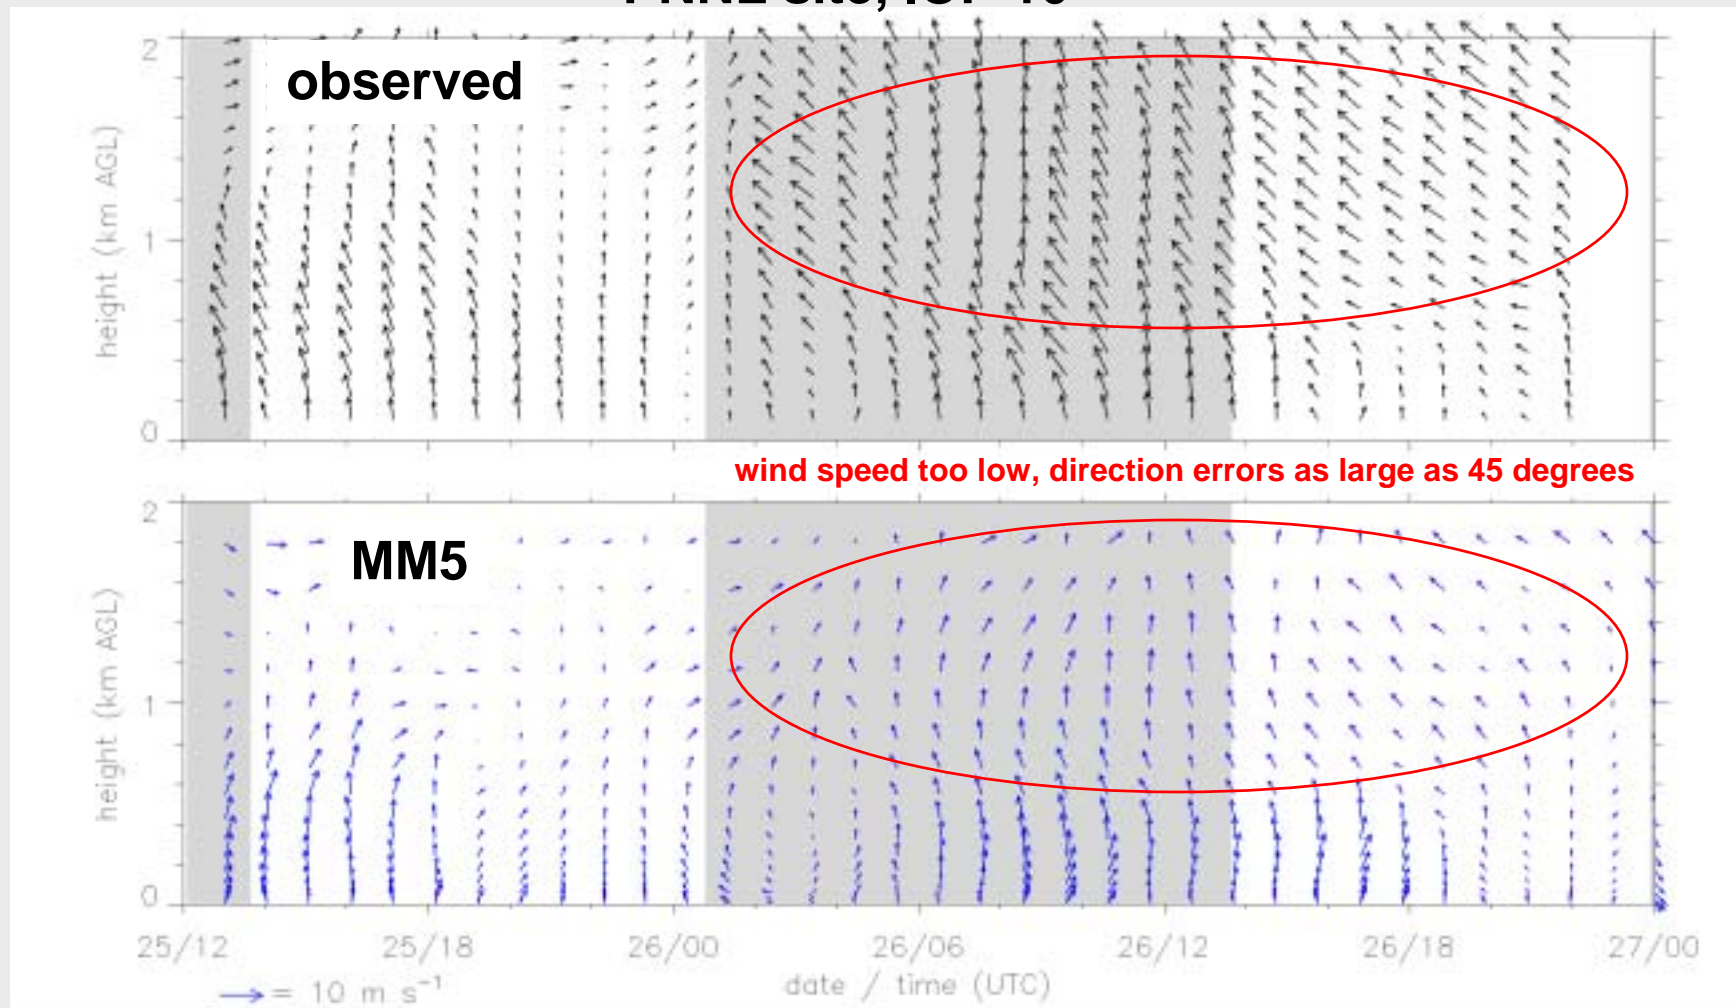 observed
2
1
0
height (km AGL)
wind speed too low, direction errors as large as 45 degrees
MM5
2
1
0
height (km AGL)
25/12 25/18 26/00 26/06 26/12 26/18 27/00
date / time (UTC)
= 10 m s⁻¹